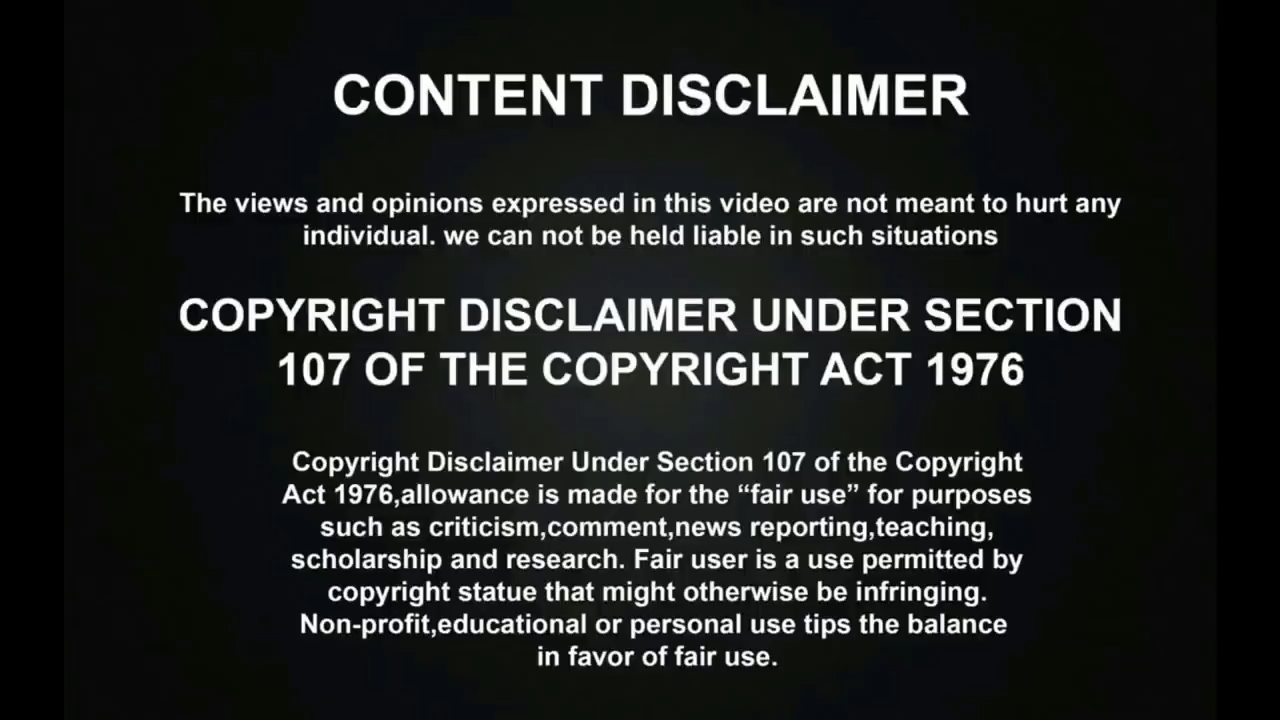 CONTENT DISCLAIMER
The views and opinions expressed in this video are not meant to hurt any
individual. we can not be held liable in such situations
COPYRIGHT DISCLAIMER UNDER SECTION
107 OF THE COPYRIGHT ACT 1976
Copyright Disclaimer Under Section 107 of the Copyright
Act 1976,allowance is made for the “fair use” for purposes
such as criticism,comment,news reporting,teaching,
scholarship and research. Fair user is a use permitted by
copyright statue that might otherwise be infringing.
Non-profit,educational or personal use tips the balance
in favor of fair use.